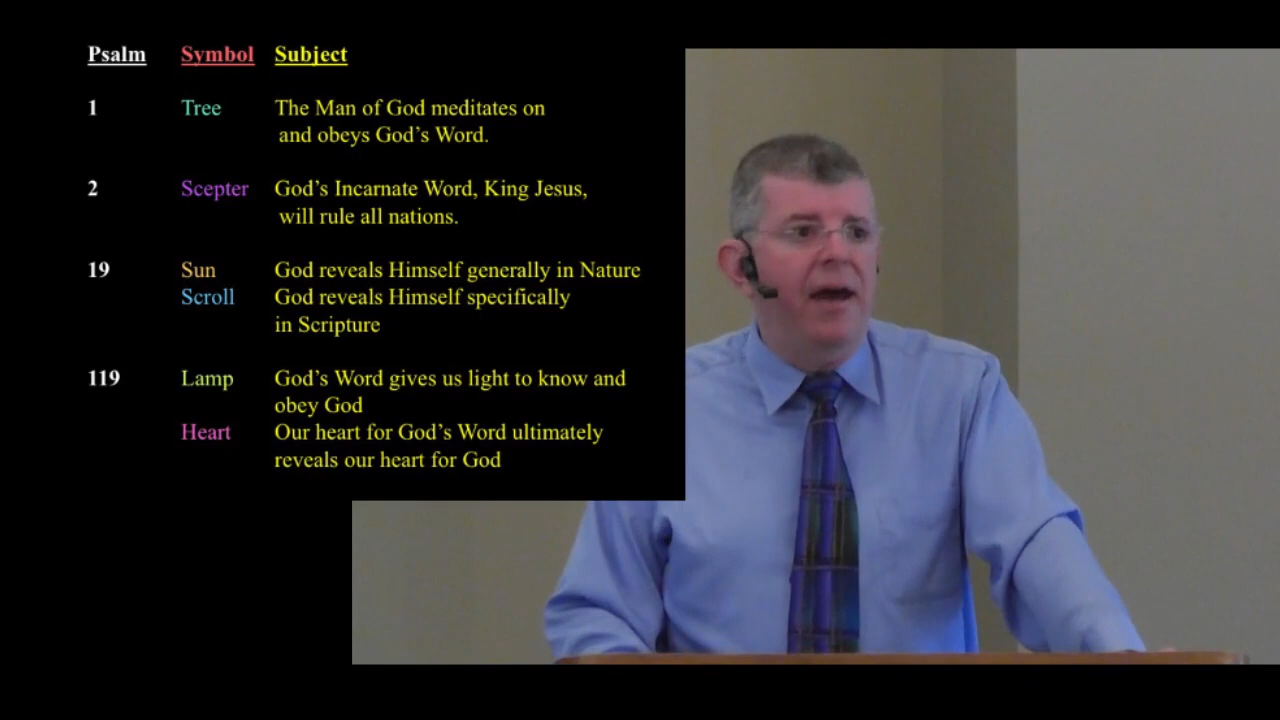 Psalm Symbol Subject
1 Tree The Man of God meditates on
and obeys God's Word.
2 Scepter God's Incarnate Word, King Jesus,
will rule all nations.
19 Sun God reveals Himself generally in Nature
Scroll God reveals Himself specifically
in Scripture
119 Lamp God's Word gives us light to know and
obey God
Heart Our heart for God's Word ultimately
reveals our heart for God